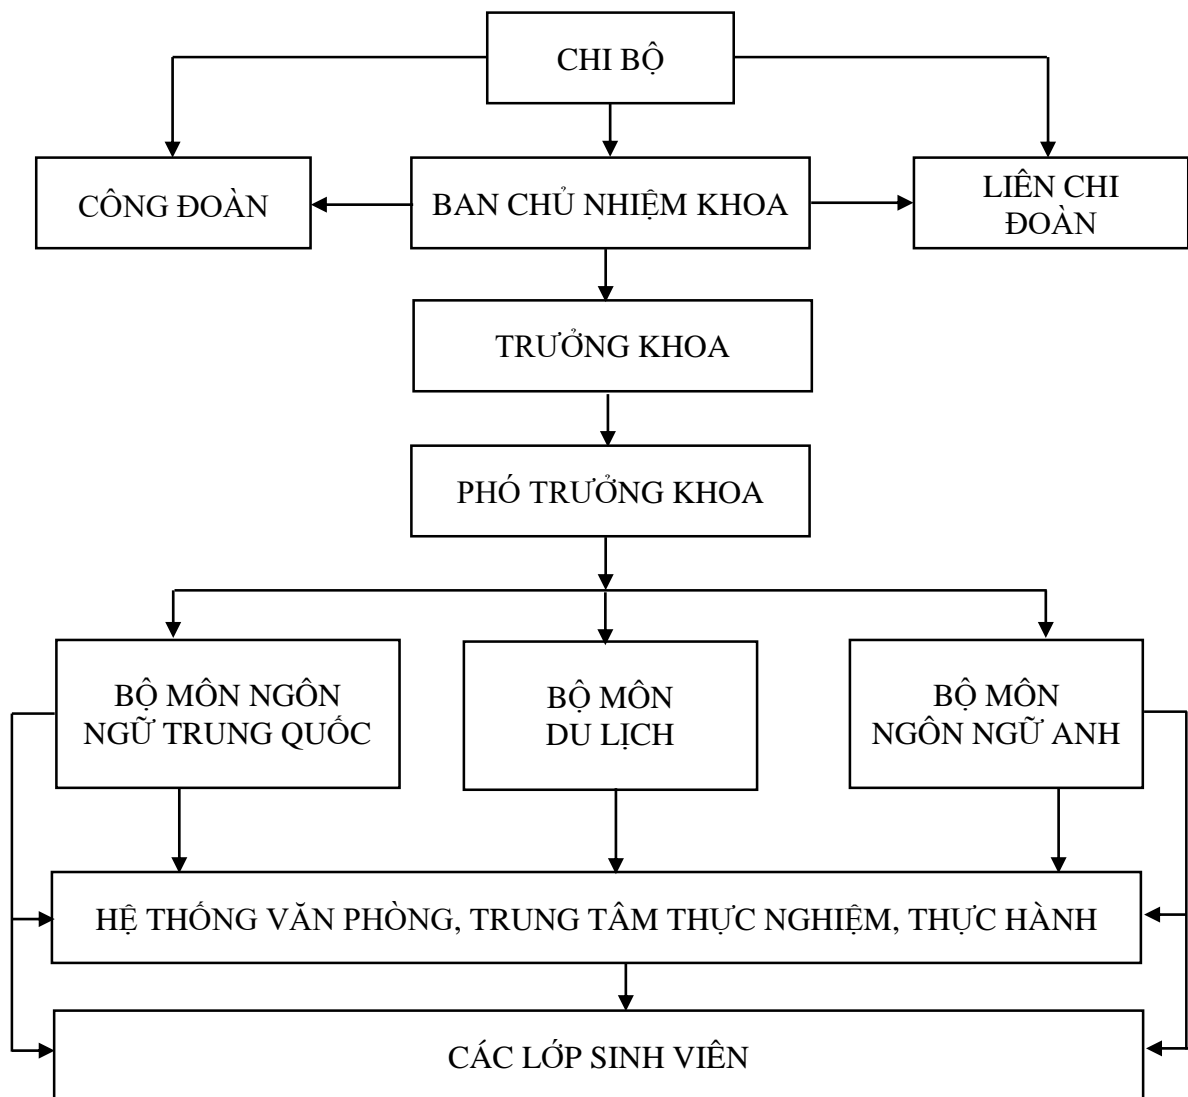 CHI BỘ
CÔNG ĐOÀN
BAN CHỦ NHIỆM KHOA
LIÊN CHI
ĐOÀN
TRƯỞNG KHOA
PHÓ TRƯỞNG KHOA
BỘ MÔN NGÔN
NGỮ TRUNG QUỐC
BỘ MÔN
DU LỊCH
BỘ MÔN
NGÔN NGỮ ANH
HỆ THỐNG VĂN PHÒNG, TRUNG TÂM THỰC NGHIỆM, THỰC HÀNH
CÁC LỚP SINH VIÊN